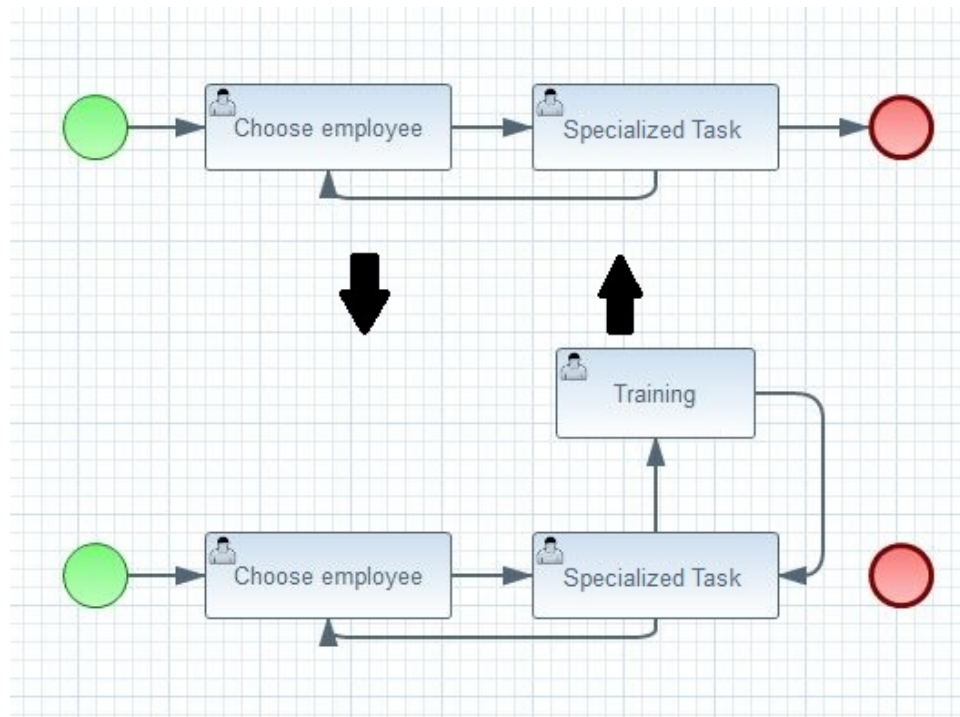 Choose employee
Specialized Task
Training
Choose employee
Specialized Task